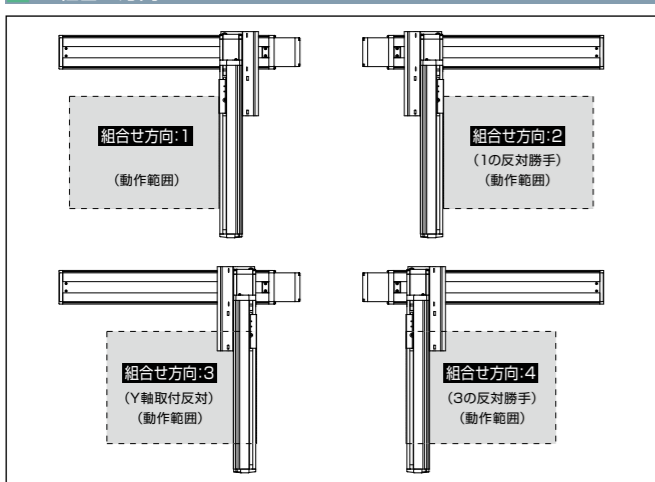 組合せ方向:1
（動作範囲）
組合せ方向:2
（1の反対勝手）
（動作範囲）
組合せ方向:3
（Y軸取付反対）
（動作範囲）
組合せ方向:4
（3の反対勝手）
（動作範囲）